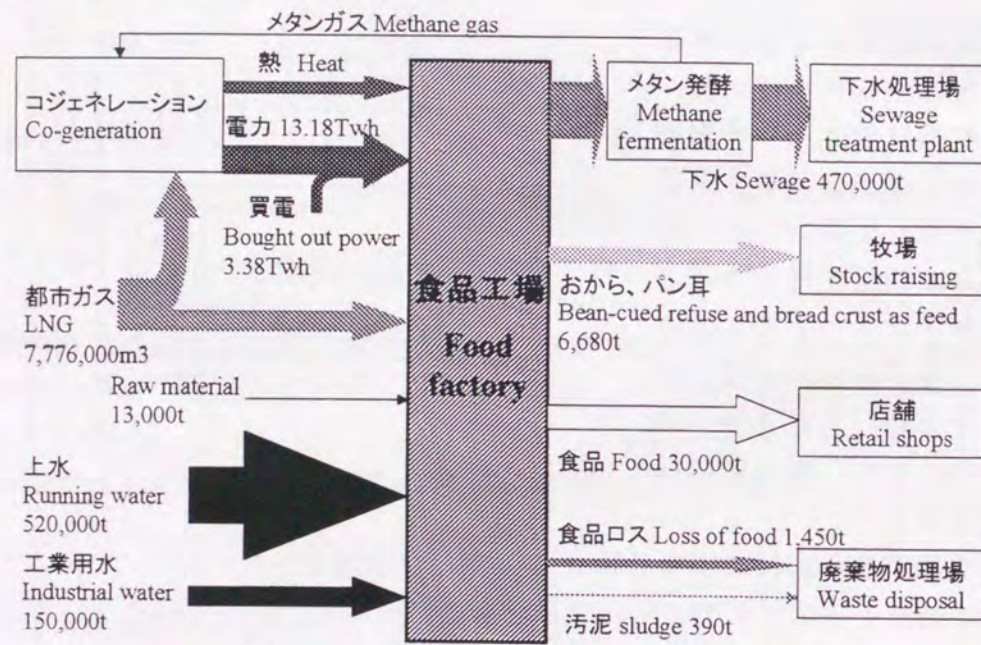 メタンガス Methane gas
熱 Heat
コジェネレーション
Co-generation
電力 13.18Twh
買電
Bought out power
3.38Twh
都市ガス
LNG
7,776,000m3
Raw material
13,000t
上水
Running water
520,000t
工業用水
Industrial water
150,000t
食品工場
Food
factory
メタン発酵
Methane
fermentation
下水処理場
Sewage
treatment plant
下水 Sewage 470,000t
牧場
Stock raising
おから、パン耳
Bean-cued refuse and bread crust as feed
6,680t
店舗
Retail shops
食品 Food 30,000t
食品ロス Loss of food 1,450t
廃棄物処理場
Waste disposal
汚泥 sludge 390t